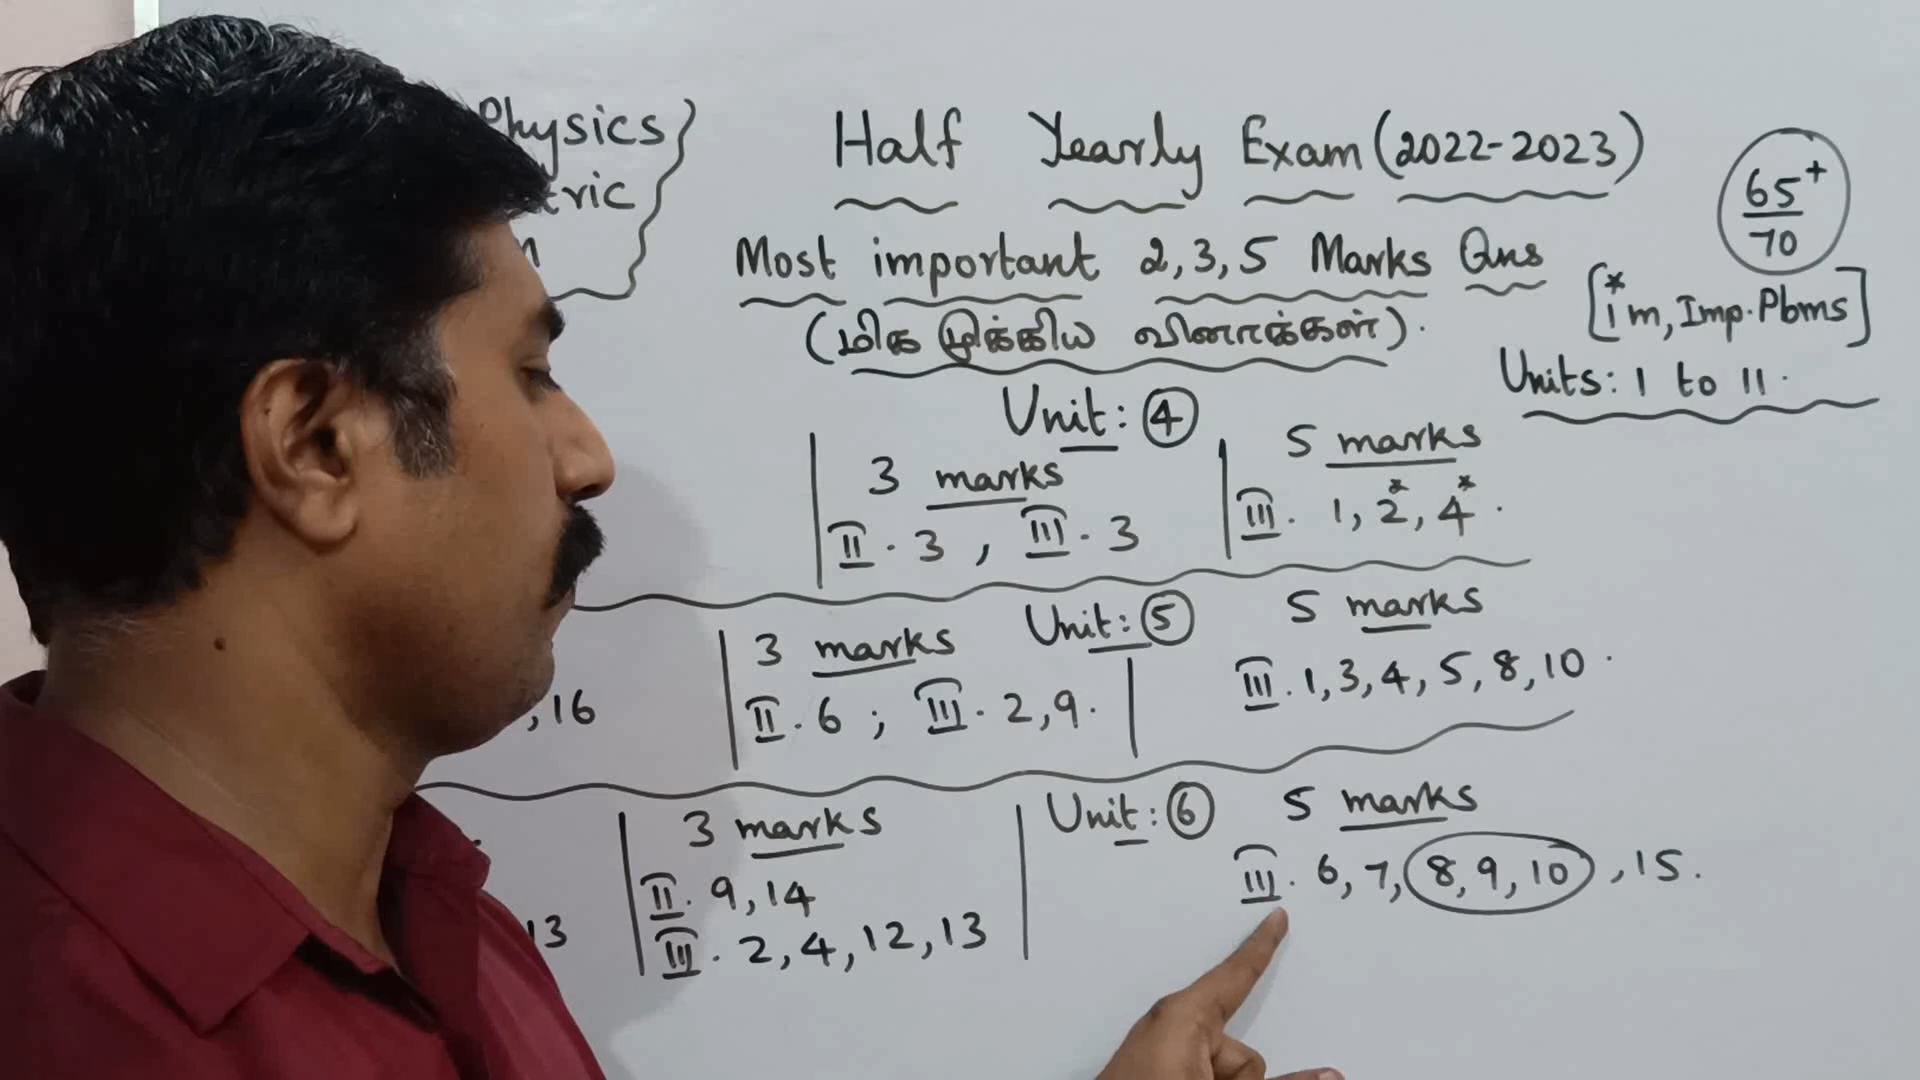 Physics
Half Yearly Exam (2022-2023)
65+/70
Most important 2,3,5 Marks Qns
(மிக முக்கிய வினாக்கள்).
[* 1m, Imp. Pbms]
Units: 1 to 11.
Unit: 4
3 marks
5 marks
II. 3, III. 3
III. 1, 2*, 4*.
Unit: 5
3 marks
5 marks
,16
II. 6; III. 2,9.
III. 1,3,4,5,8,10.
Unit: 6
3 marks
5 marks
II. 9,14
III. 6,7,8,9,10,15.
13
III. 2,4,12,13